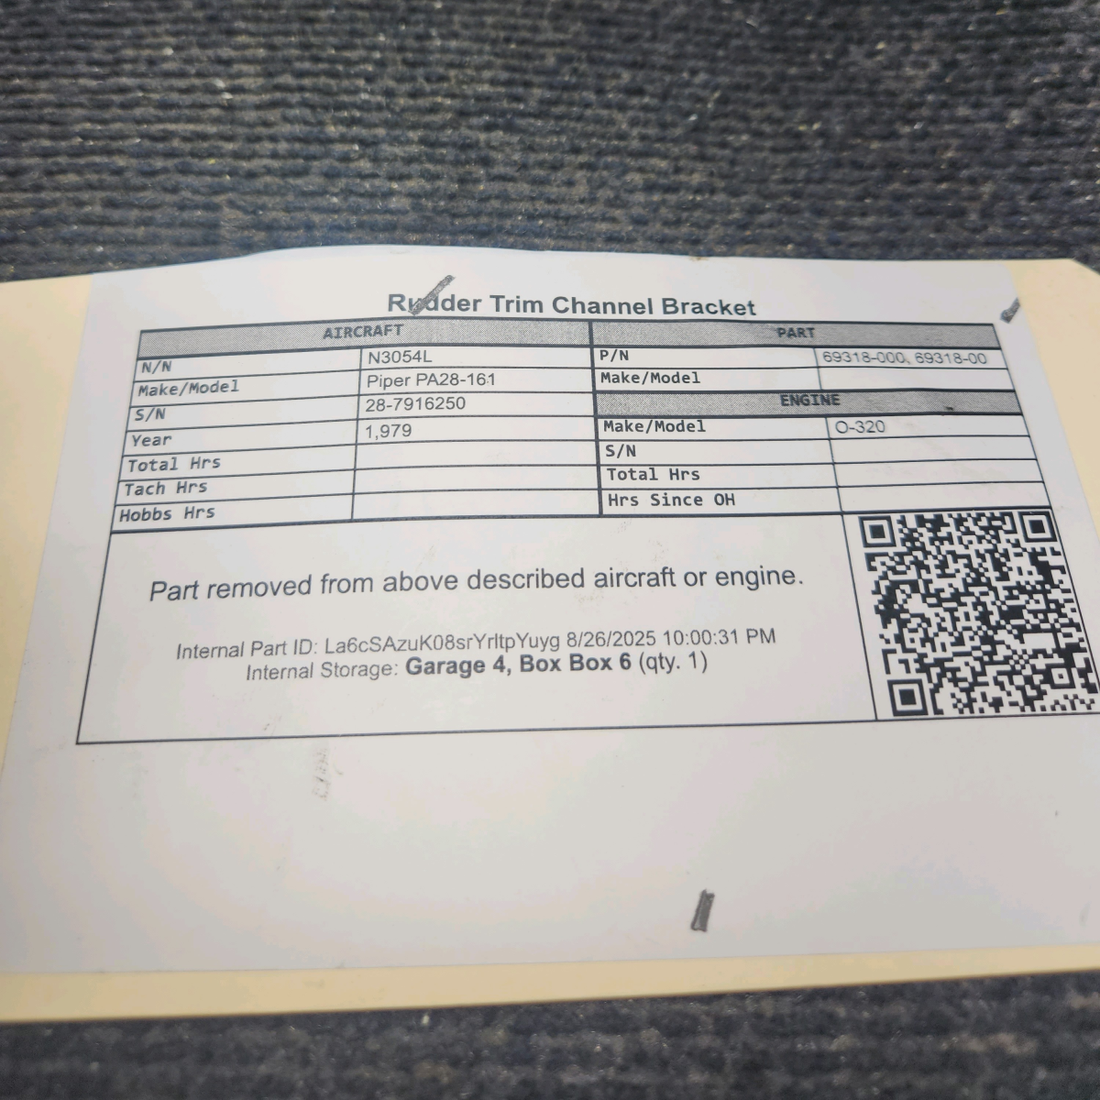 Rudder Trim Channel Bracket
AIRCRAFT PART
N/N N3054L P/N 69318-000, 69318-00
Make/Model Piper PA28-161 Make/Model
S/N 28-7916250 ENGINE
Year 1,979 Make/Model O-320
Total Hrs S/N
Tach Hrs Total Hrs
Hobbs Hrs Hrs Since OH
Part removed from above described aircraft or engine.
Internal Part ID: La6cSAzuK08srYrItpYuyg 8/26/2025 10:00:31 PM
Internal Storage: Garage 4, Box Box 6 (qty. 1)